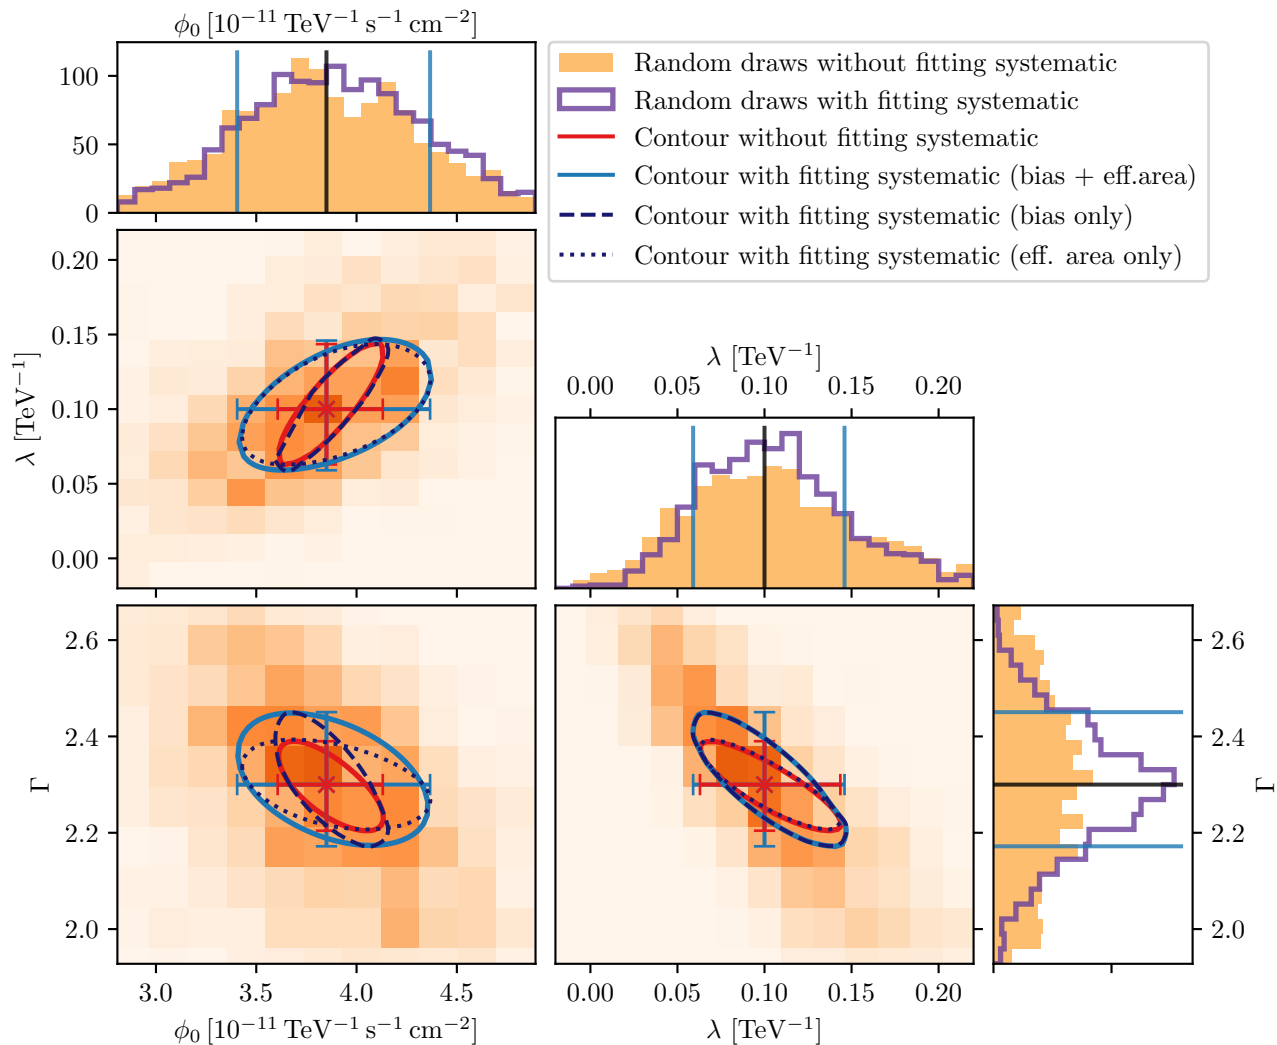 ϕ₀ [10⁻¹¹ TeV⁻¹ s⁻¹ cm⁻²]
100
50
0
Random draws without fitting systematic
Random draws with fitting systematic
Contour without fitting systematic
Contour with fitting systematic (bias + eff.area)
Contour with fitting systematic (bias only)
Contour with fitting systematic (eff. area only)
λ [TeV⁻¹]
0.20
0.15
0.10
0.05
0.00
λ [TeV⁻¹]
0.00 0.05 0.10 0.15 0.20
Γ
2.6
2.4
2.2
2.0
3.0 3.5 4.0 4.5
ϕ₀ [10⁻¹¹ TeV⁻¹ s⁻¹ cm⁻²]
0.00 0.05 0.10 0.15 0.20
λ [TeV⁻¹]
2.6
2.4
2.2
2.0
Γ